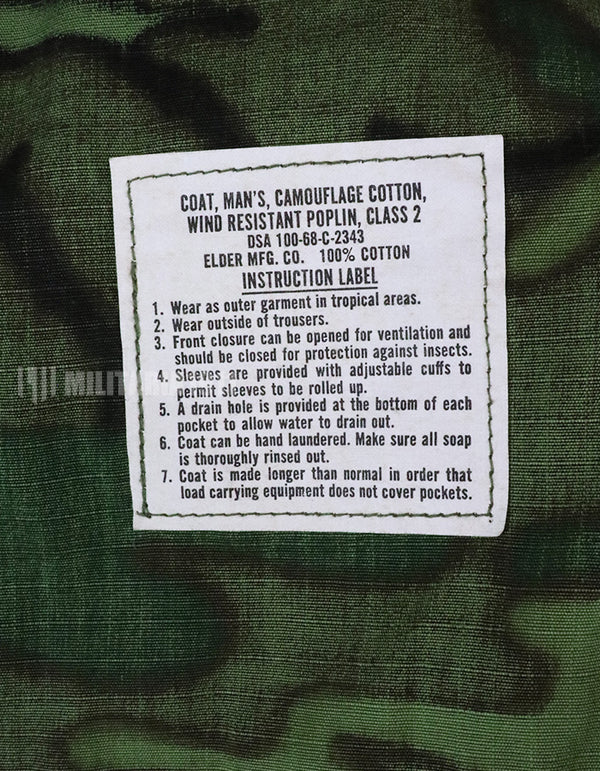 COAT, MAN'S, CAMOUFLAGE COTTON,
WIND RESISTANT POPLIN, CLASS 2
DSA 100-68-C-2343
ELDER MFG. CO. 100% COTTON
INSTRUCTION LABEL
1. Wear as outer garment in tropical areas.
2. Wear outside of trousers.
3. Front closure can be opened for ventilation and
should be closed for protection against insects.
4. Sleeves are provided with adjustable cuffs to
permit sleeves to be rolled up.
5. A drain hole is provided at the bottom of each
pocket to allow water to drain out.
6. Coat can be hand laundered. Make sure all soap
is thoroughly rinsed out.
7. Coat is made longer than normal in order that
load carrying equipment does not cover pockets.